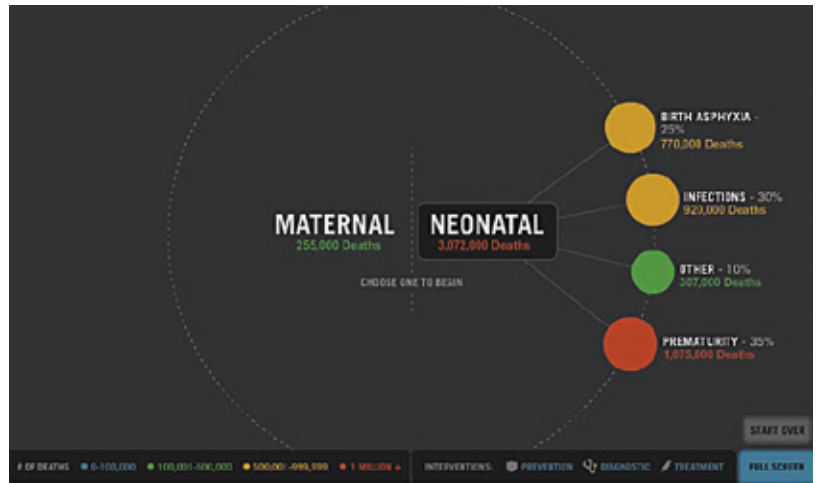 BIRTH ASPHYXIA -
25%
770,000 Deaths
INFECTIONS - 30%
920,000 Deaths
MATERNAL
255,000 Deaths
NEONATAL
3,072,000 Deaths
OTHER - 10%
307,000 Deaths
CHOOSE ONE TO BEGIN
PREMATURITY - 35%
1,075,000 Deaths
START OVER
# OF DEATHS 0-100,000 100,001-500,000 500,001-999,999 1 MILLION + INTERVENTIONS: PREVENTION DIAGNOSTIC TREATMENT FULL SCREEN